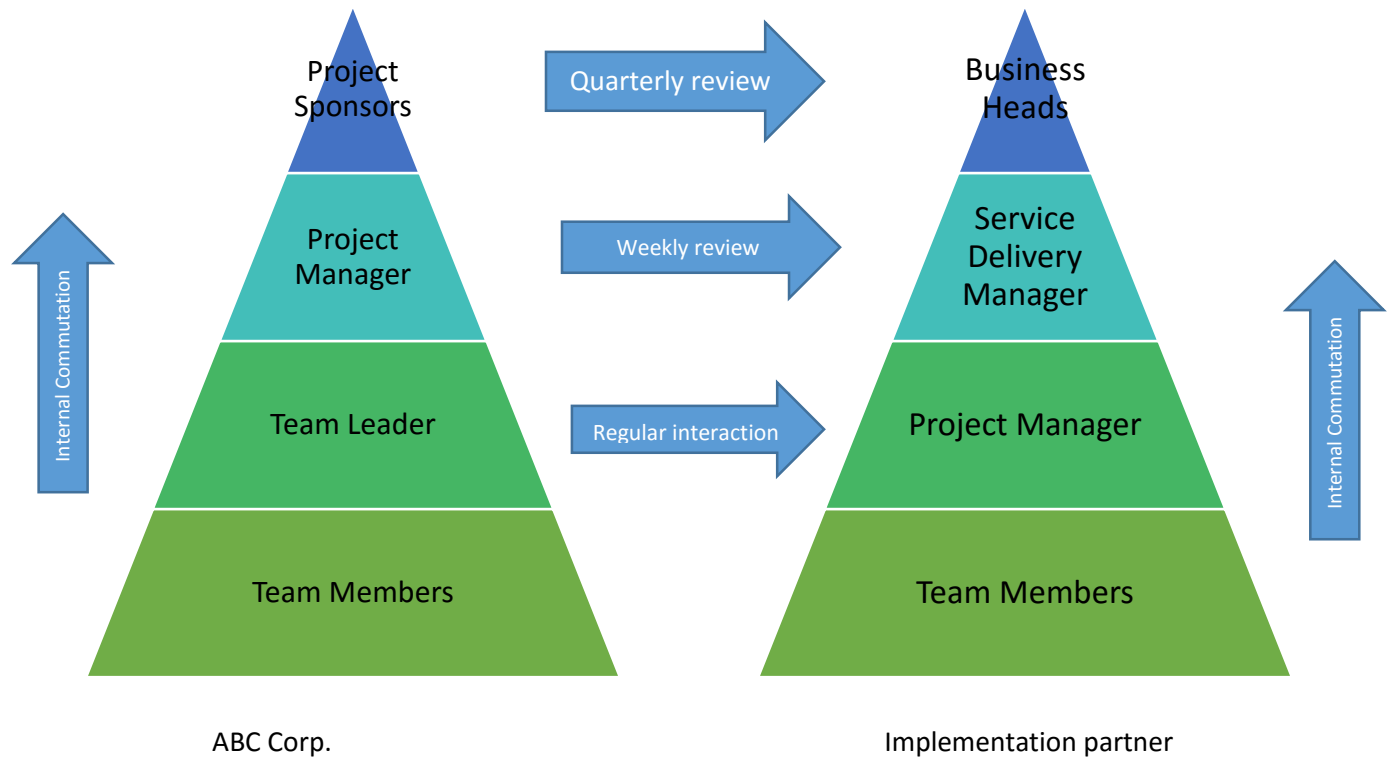 Project
Sponsors
Quarterly review
Business
Heads
Project
Manager
Weekly review
Service
Delivery
Manager
Internal Commutation
Internal Commutation
Team Leader
Regular interaction
Project Manager
Team Members
Team Members
ABC Corp.
Implementation partner